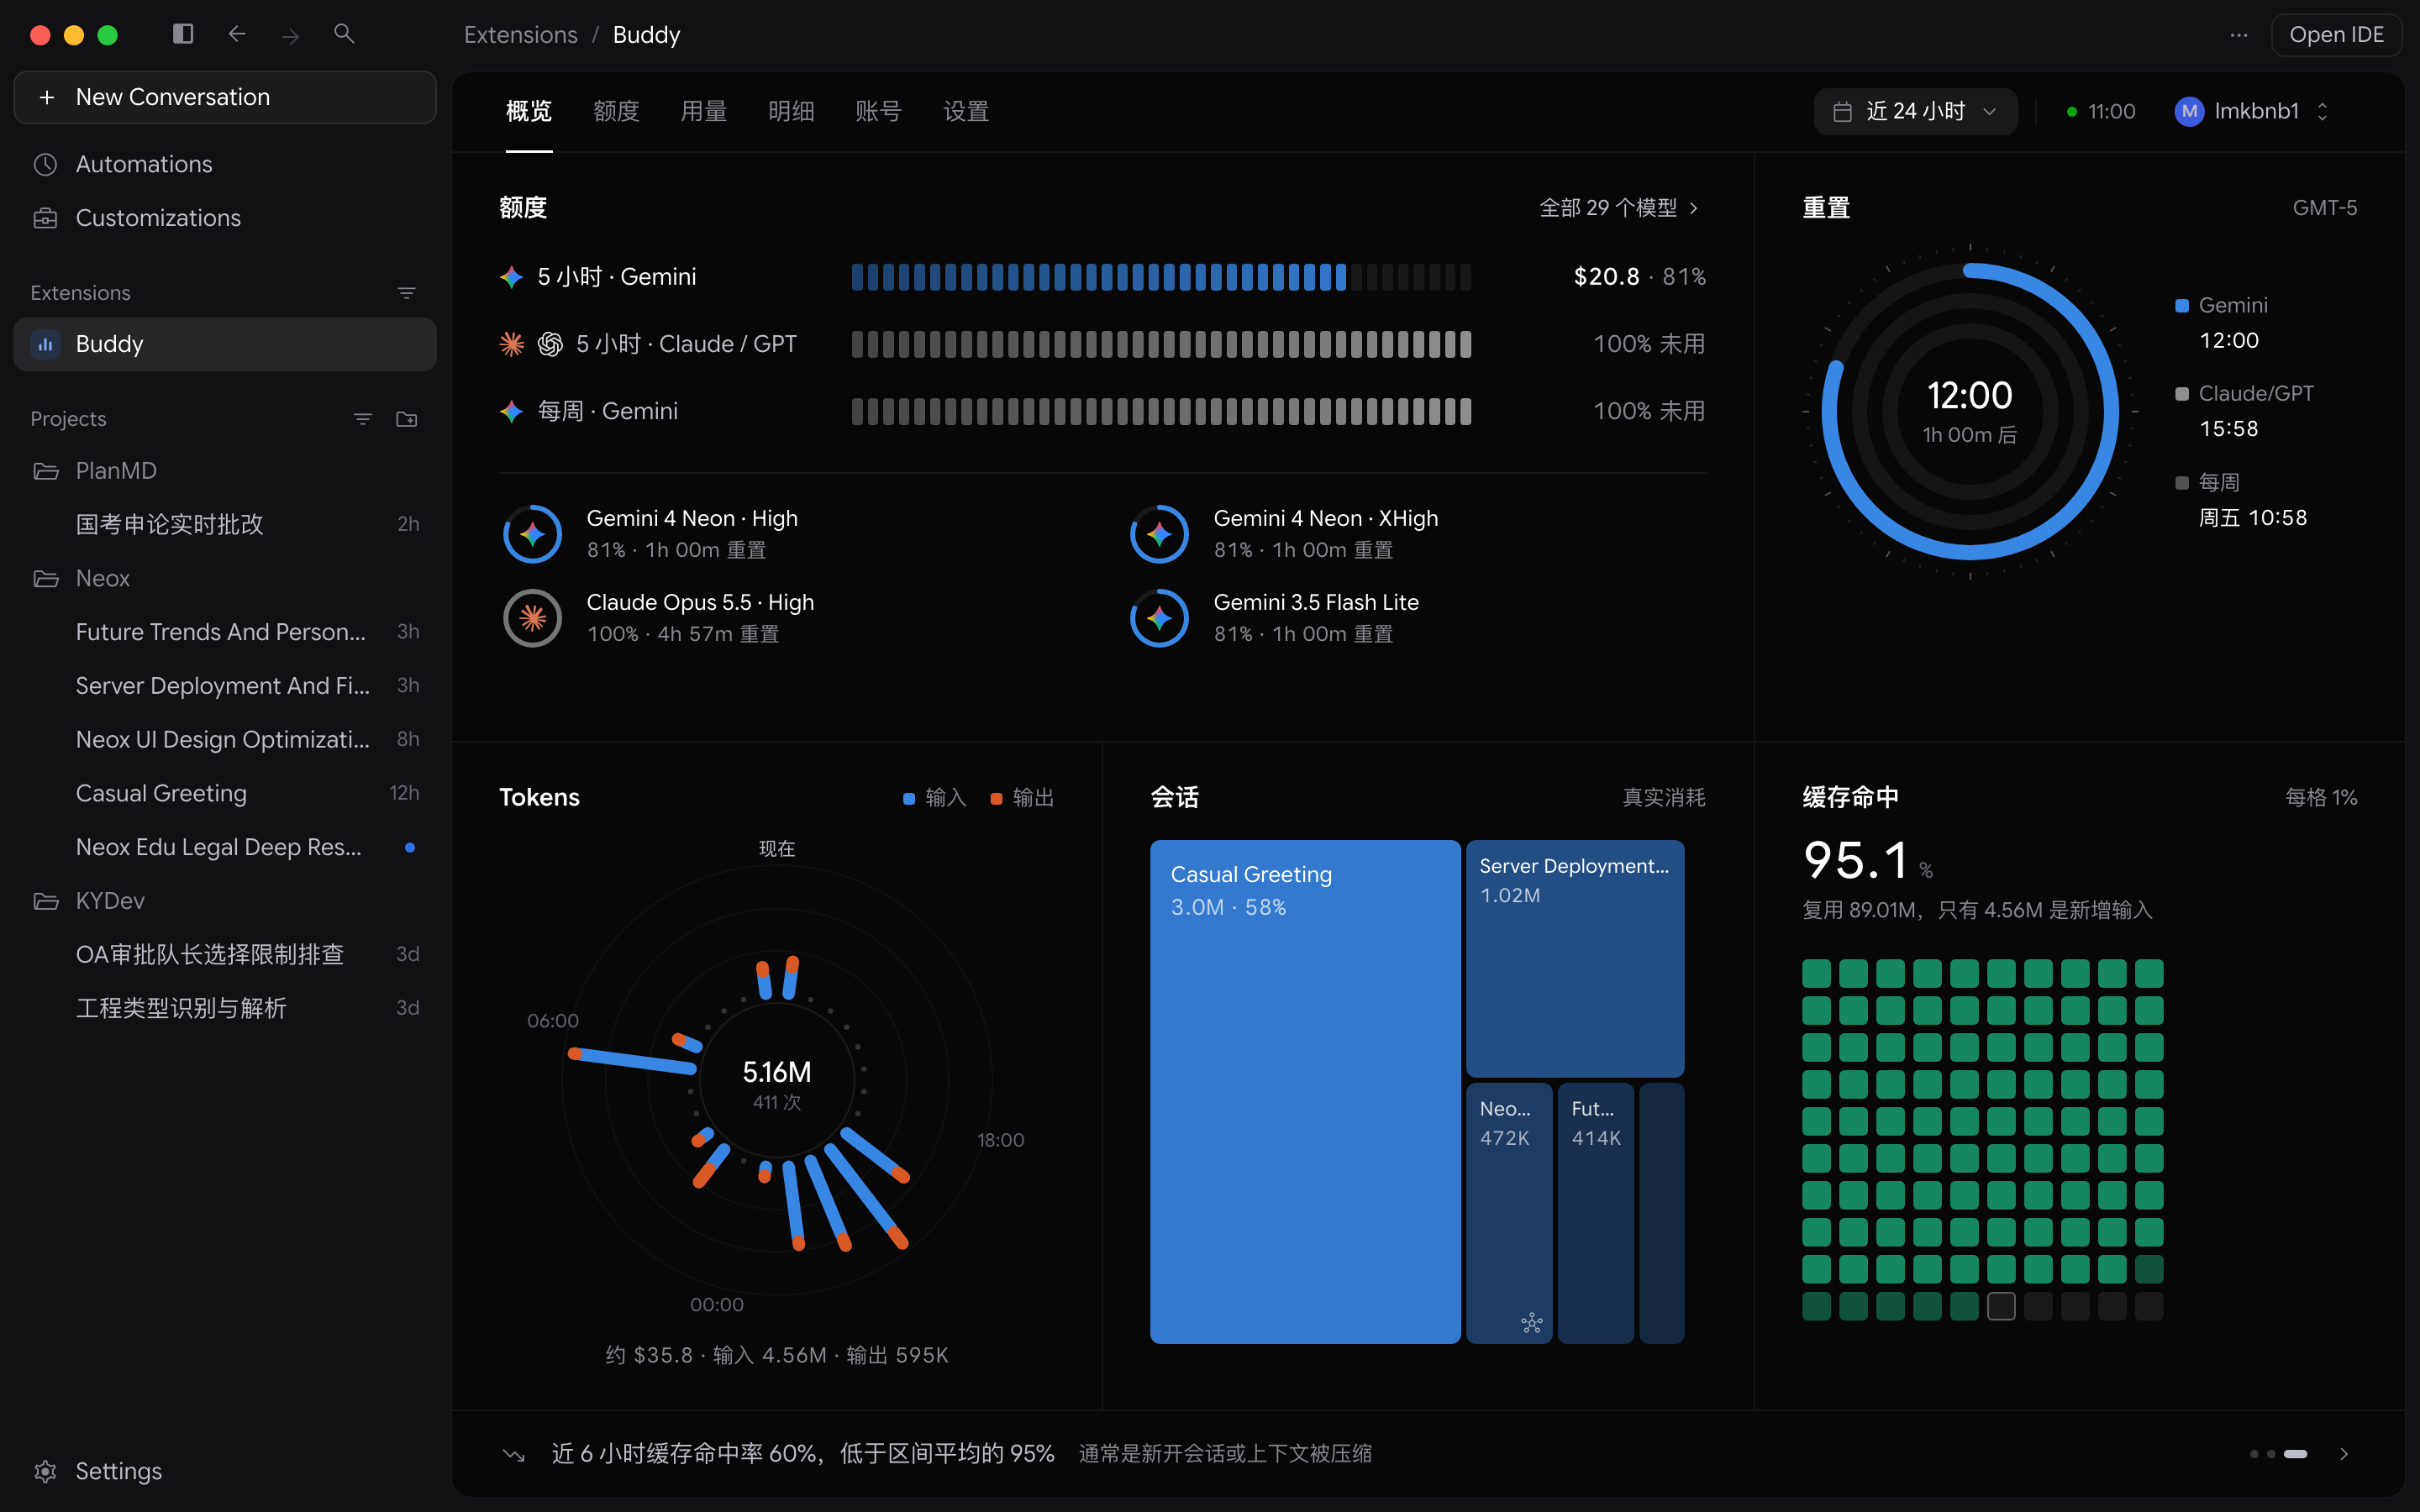 Extensions / Buddy
Open IDE
New Conversation
Automations
Customizations
Extensions
Buddy
Projects
PlanMD
国考申论实时批改 2h
Neox
Future Trends And Person... 3h
Server Deployment And Fi... 3h
Neox UI Design Optimizati... 8h
Casual Greeting 12h
Neox Edu Legal Deep Res...
KYDev
OA审批队长选择限制排查 3d
工程类型识别与解析 3d
Settings
概览 额度 用量 明细 账号 设置
近 24 小时
11:00
M lmkbnb1
额度
全部 29 个模型
5 小时 · Gemini
$20.8 · 81%
5 小时 · Claude / GPT
100% 未用
每周 · Gemini
100% 未用
Gemini 4 Neon · High
81% · 1h 00m 重置
Gemini 4 Neon · XHigh
81% · 1h 00m 重置
Claude Opus 5.5 · High
100% · 4h 57m 重置
Gemini 3.5 Flash Lite
81% · 1h 00m 重置
重置
GMT-5
12:00
1h 00m 后
Gemini
12:00
Claude/GPT
15:58
每周
周五 10:58
Tokens
输入 输出
现在
06:00
18:00
00:00
5.16M
411 次
约 $35.8 · 输入 4.56M · 输出 595K
会话
真实消耗
Casual Greeting
3.0M · 58%
Server Deployment...
1.02M
Neo...
472K
Fut...
414K
缓存命中
每格 1%
95.1 %
复用 89.01M，只有 4.56M 是新增输入
近 6 小时缓存命中率 60%，低于区间平均的 95% 通常是新开会话或上下文被压缩